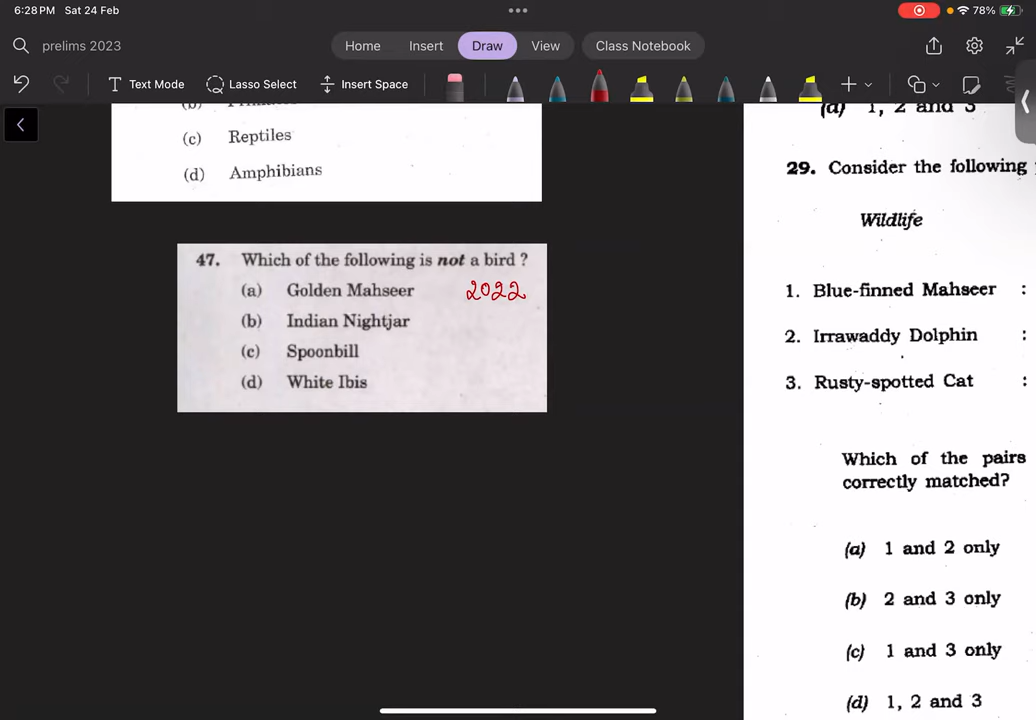 6:28 PM Sat 24 Feb
78%
prelims 2023
Home Insert Draw View Class Notebook
Text Mode Lasso Select Insert Space
(b)
(c) Reptiles
(d) Amphibians
47. Which of the following is not a bird ?
(a) Golden Mahseer 2022
(b) Indian Nightjar
(c) Spoonbill
(d) White Ibis
(d) 1, 2 and 3
29. Consider the following
Wildlife
1. Blue-finned Mahseer :
2. Irrawaddy Dolphin :
3. Rusty-spotted Cat :
Which of the pairs
correctly matched?
(a) 1 and 2 only
(b) 2 and 3 only
(c) 1 and 3 only
(d) 1, 2 and 3